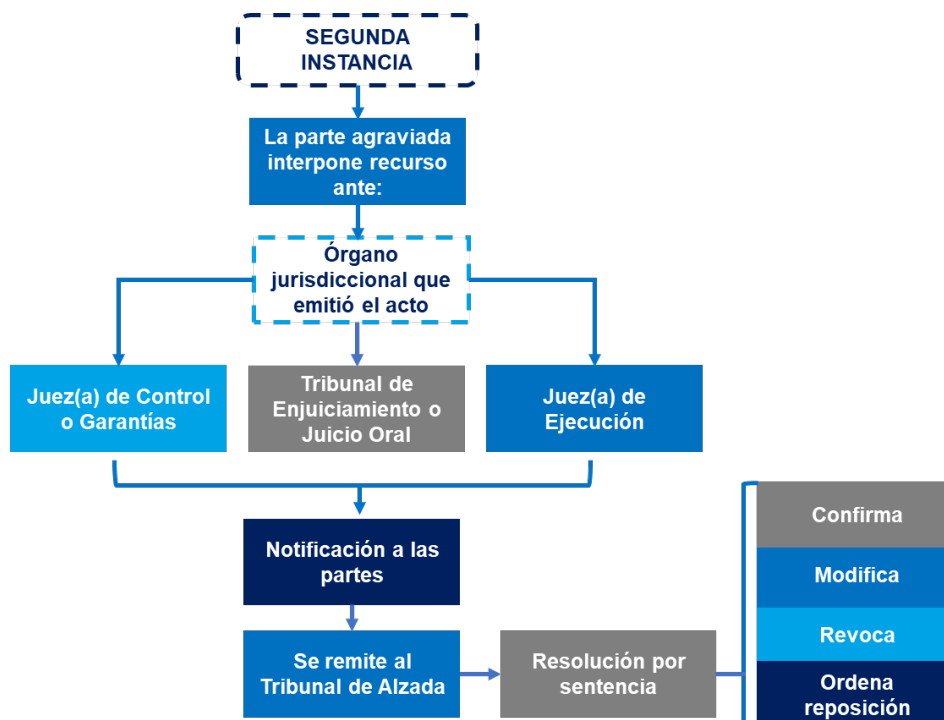 SEGUNDA
INSTANCIA
La parte agraviada
interpone recurso
ante:
Órgano
jurisdiccional que
emitió el acto
Juez(a) de Control
o Garantías
Tribunal de
Enjuiciamiento o
Juicio Oral
Juez(a) de
Ejecución
Notificación a las
partes
Se remite al
Tribunal de Alzada
Resolución por
sentencia
Confirma
Modifica
Revoca
Ordena
reposición